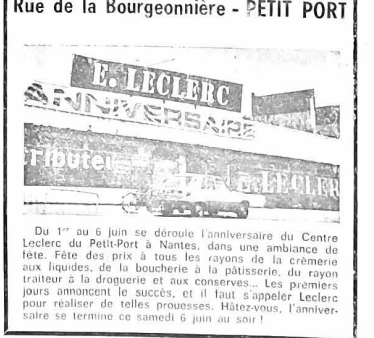 Rue de la Bourgeonnière - PETIT PORT
E. LECLERC
ANNIVERSAIRE
tributeu
E. LECLER
Du 1er au 6 juin se déroule l'anniversaire du Centre
Leclerc du Petit-Port à Nantes, dans une ambiance de
fête. Fête des prix à tous les rayons de la crèmerie
aux liquides, de la boucherie à la pâtisserie, du rayon
traiteur à la droguerie et aux conserves... Les premiers
jours annoncent le succès, et il faut s'appeler Leclerc
pour réaliser de telles prouesses. Hâtez-vous, l'anniver-
saire se termine ce samedi 6 juin au soir !